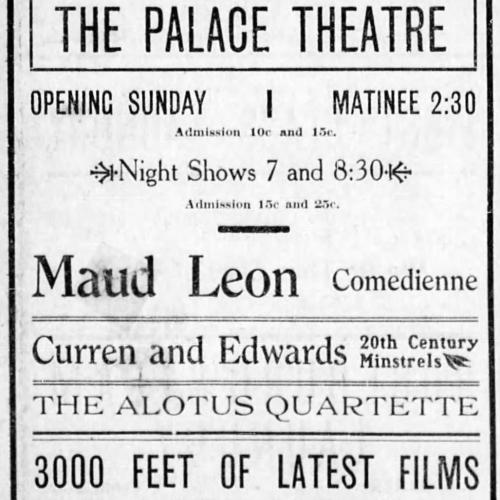 THE PALACE THEATRE
OPENING SUNDAY | MATINEE 2:30
Admission 10c and 15c.
Night Shows 7 and 8:30
Admission 15c and 25c.
Maud Leon Comedienne
Curren and Edwards 20th Century Minstrels
THE ALOTUS QUARTETTE
3000 FEET OF LATEST FILMS